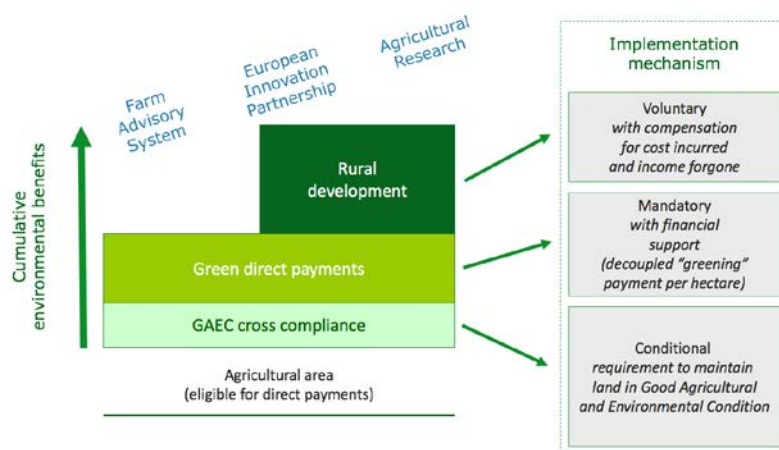 Farm
Advisory
System
European
Innovation
Partnership
Agricultural
Research
Cumulative
environmental benefits
Rural
development
Green direct payments
GAEC cross compliance
Agricultural area
(eligible for direct payments)
Implementation
mechanism
Voluntary
with compensation
for cost incurred
and income forgone
Mandatory
with financial
support
(decoupled “greening”
payment per hectare)
Conditional
requirement to maintain
land in Good Agricultural
and Environmental Condition